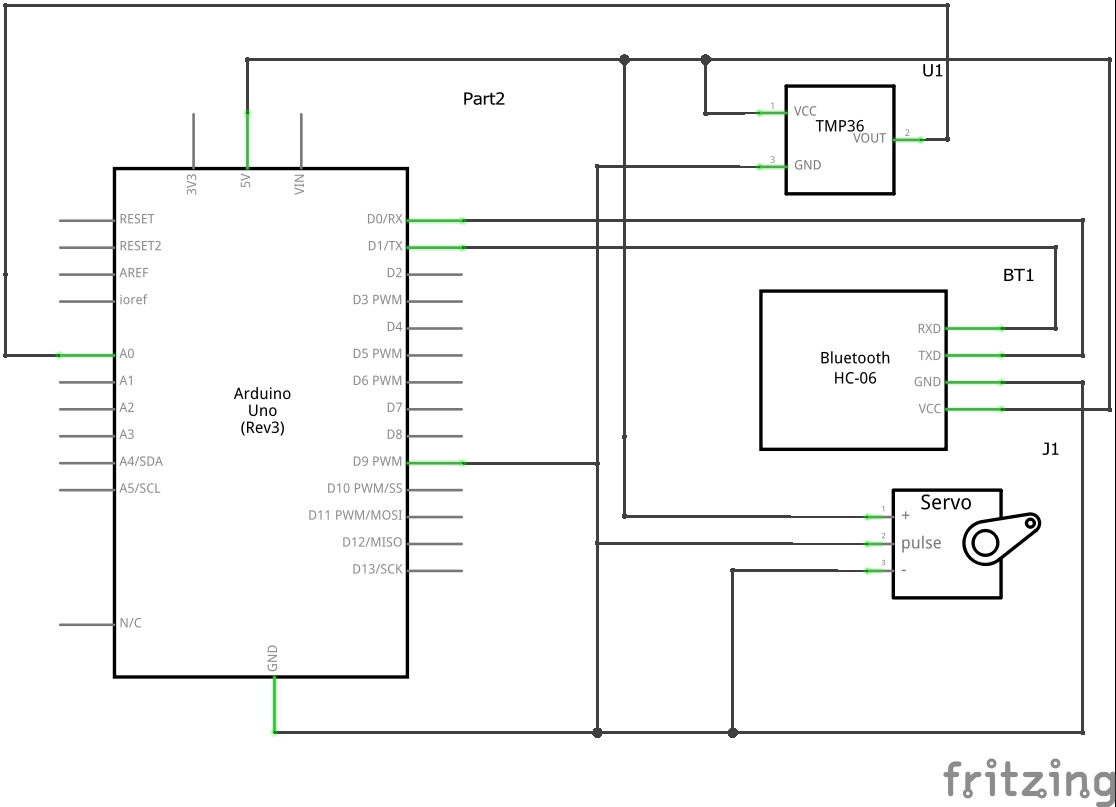 U1
Part2
1
VCC
TMP36
VOUT
2
3
GND
3V3
5V
VIN
RESET
D0/RX
RESET2
D1/TX
AREF
D2
ioref
D3 PWM
D4
BT1
A0
D5 PWM
A1
D6 PWM
A2
D7
A3
D8
A4/SDA
D9 PWM
A5/SCL
D10 PWM/SS
D11 PWM/MOSI
D12/MISO
D13/SCK
N/C
GND
Arduino
Uno
(Rev3)
RXD
TXD
GND
VCC
Bluetooth
HC-06
J1
Servo
1
+
2
pulse
3
-
fritzing